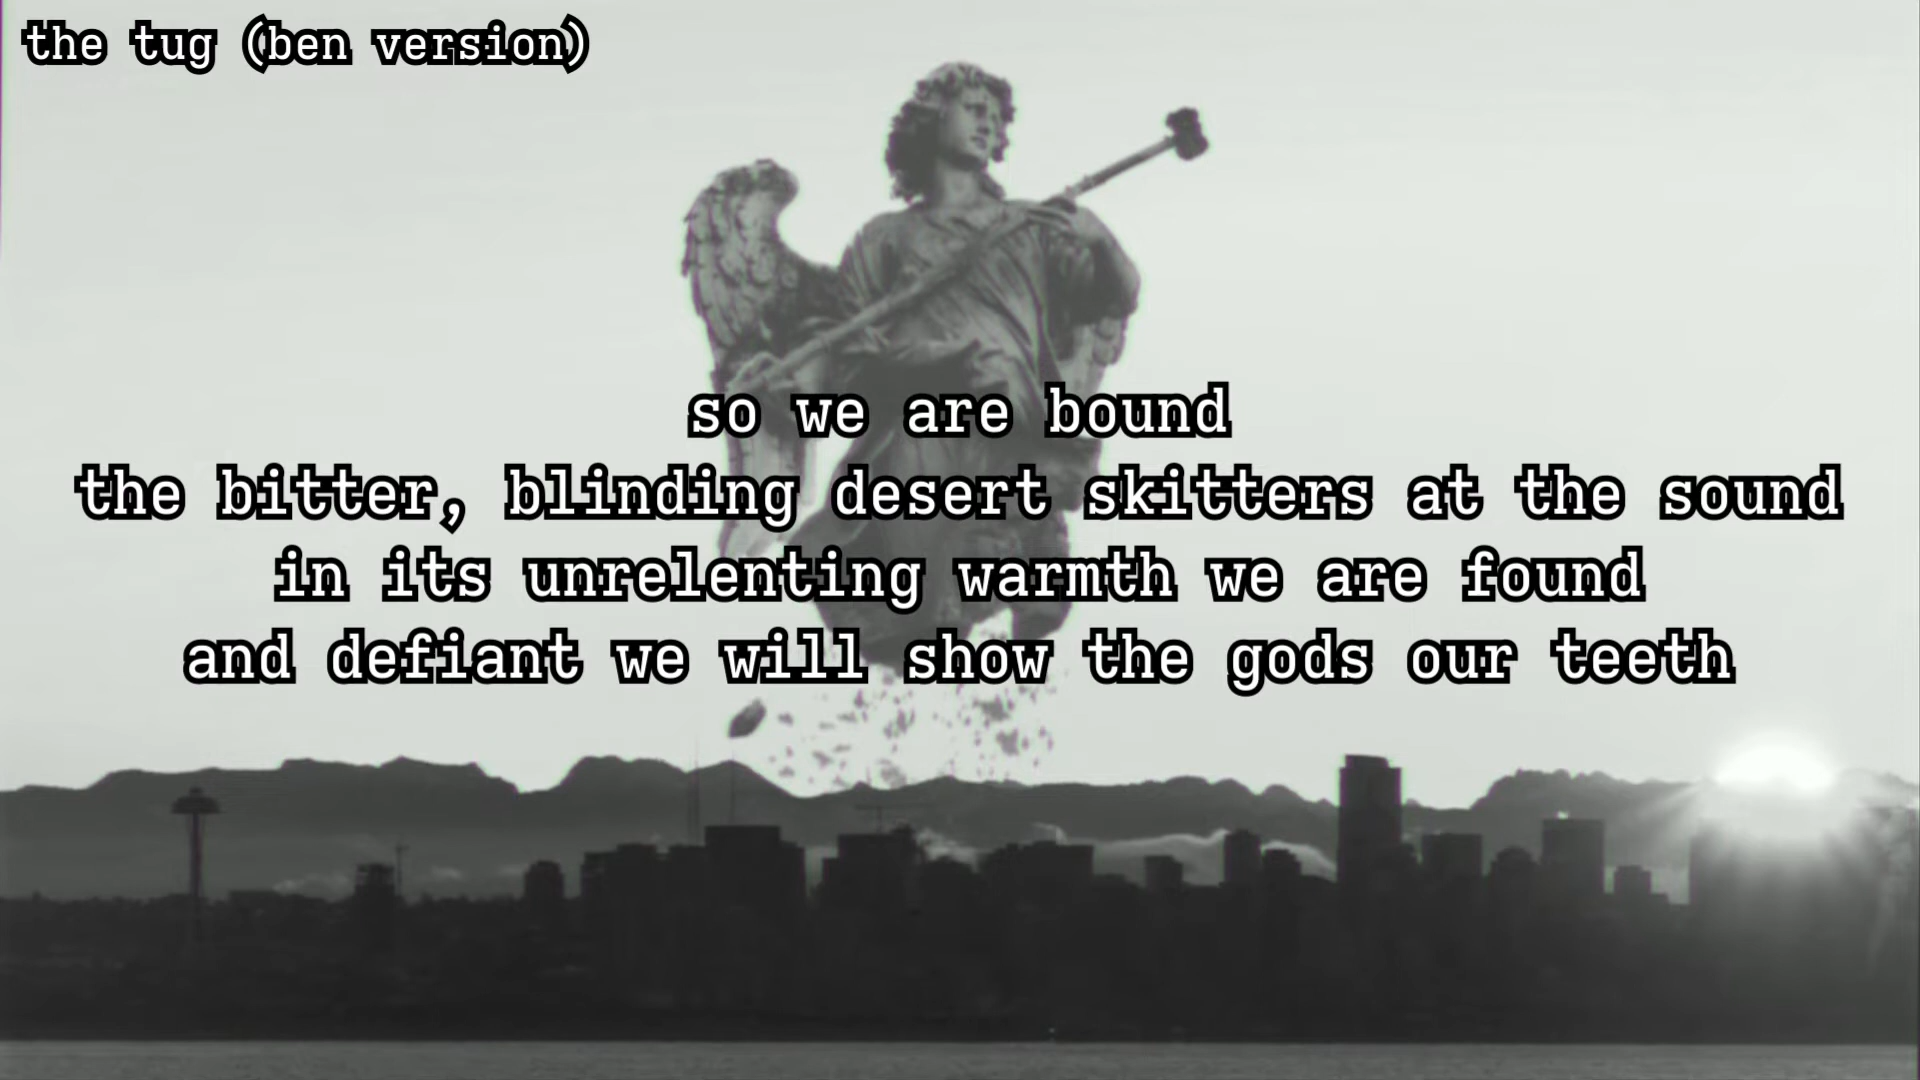 the tug (ben version)
so we are bound
the bitter, blinding desert skitters at the sound
in its unrelenting warmth we are found
and defiant we will show the gods our teeth